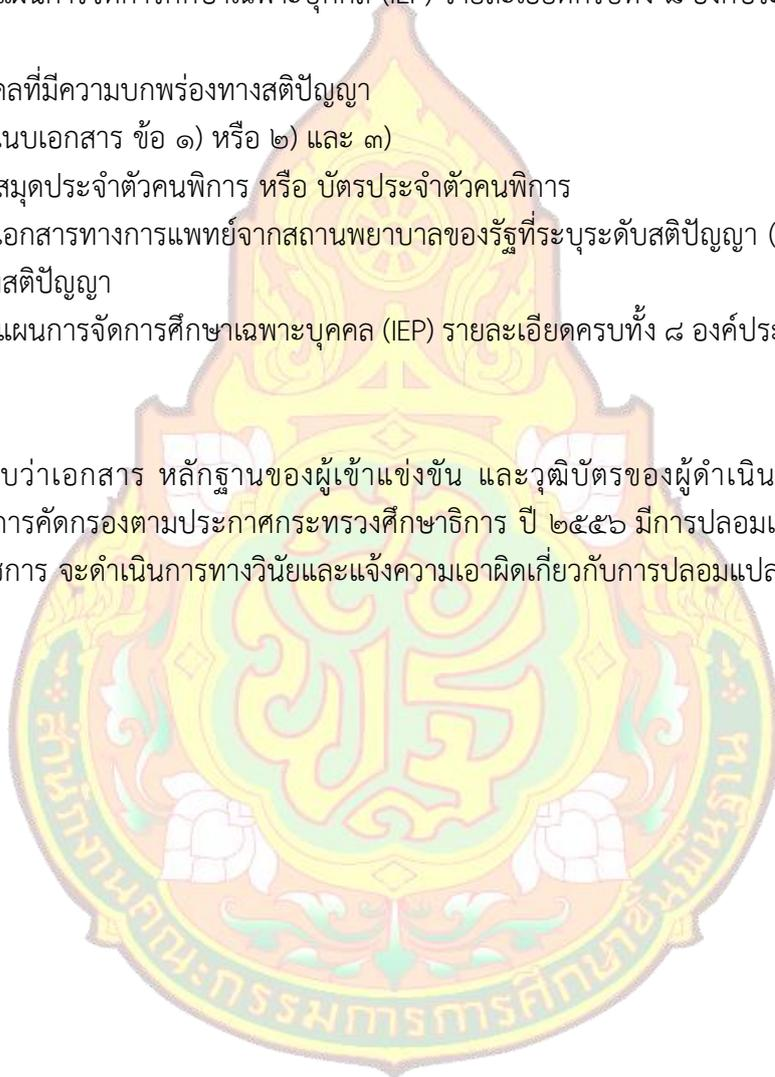 แผนการจัดการศึกษาเฉพาะบุคคล (IEP) รายละเอียดครบทั้ง ๘
คลที่มีความบกพร่องทางสติปัญญา
นบเอกสาร ข้อ ๑) หรือ ๒) และ ๓)
สมุดประจำตัวคนพิการ หรือ บัตรประจำตัวคนพิการ
เอกสารทางการแพทย์จากสถานพยาบาลของรัฐที่ระบุระดับสติปัญญา (
สติปัญญา
แผนการจัดการศึกษาเฉพาะบุคคล (IEP) รายละเอียดครบทั้ง ๘ องค์ประ
บว่าเอกสาร หลักฐานของผู้เข้าแข่งขัน และวุฒิบัตรของผู้ดำเนิน
การคัดกรองตามประกาศกระทรวงศึกษาธิการ ปี ๒๕๕๖ มีการปลอมแ
การ จะดำเนินการทางวินัยและแจ้งความเอาผิดเกี่ยวกับการปลอมแปล
สำนักงานคณะกรรมการการศึกษาขั้นพื้นฐาน